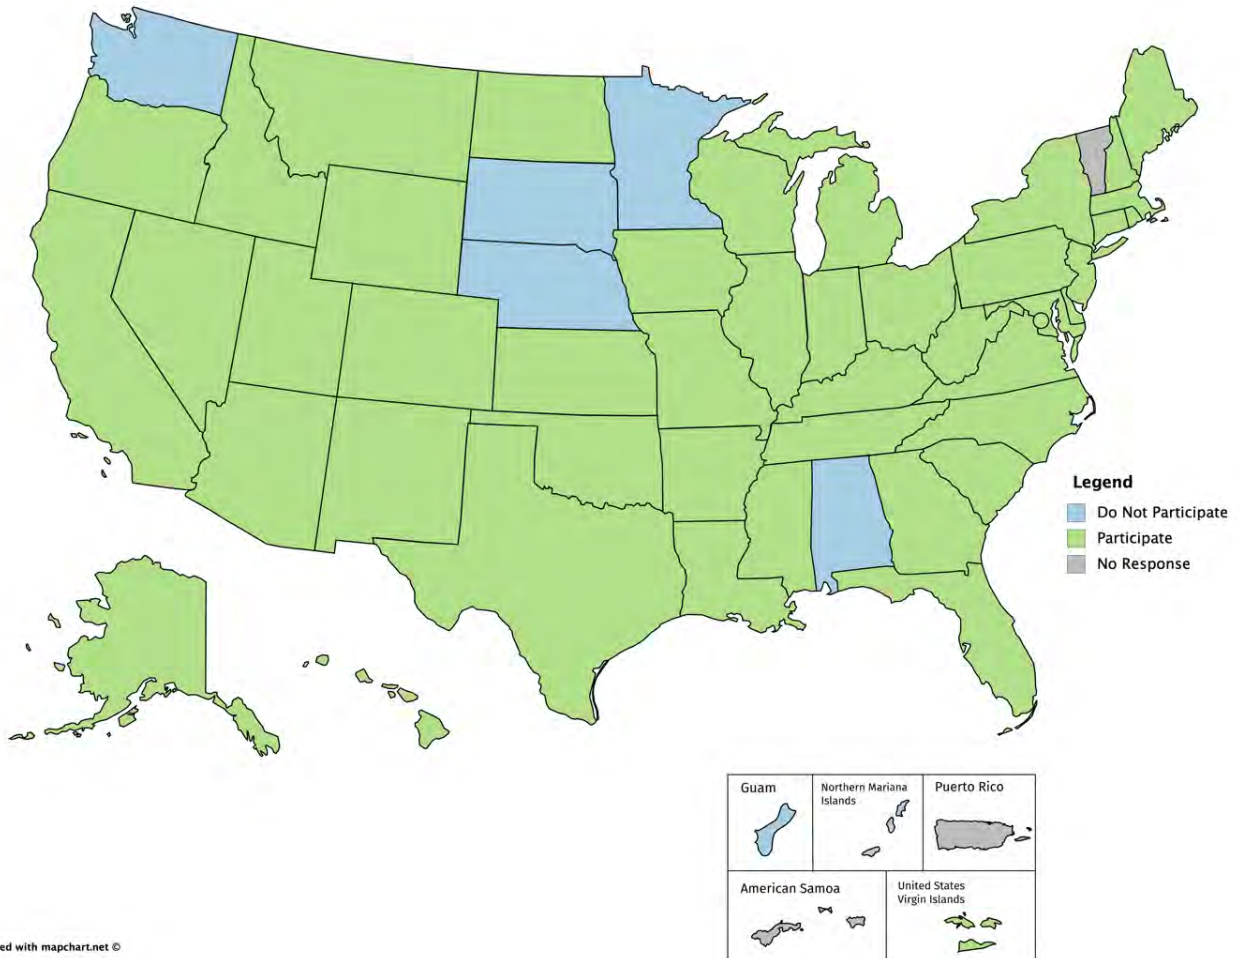 Legend
Do Not Participate
Participate
No Response
Guam
Northern Mariana
Islands
Puerto Rico
American Samoa
United States
Virgin Islands
ed with mapchart.net ©